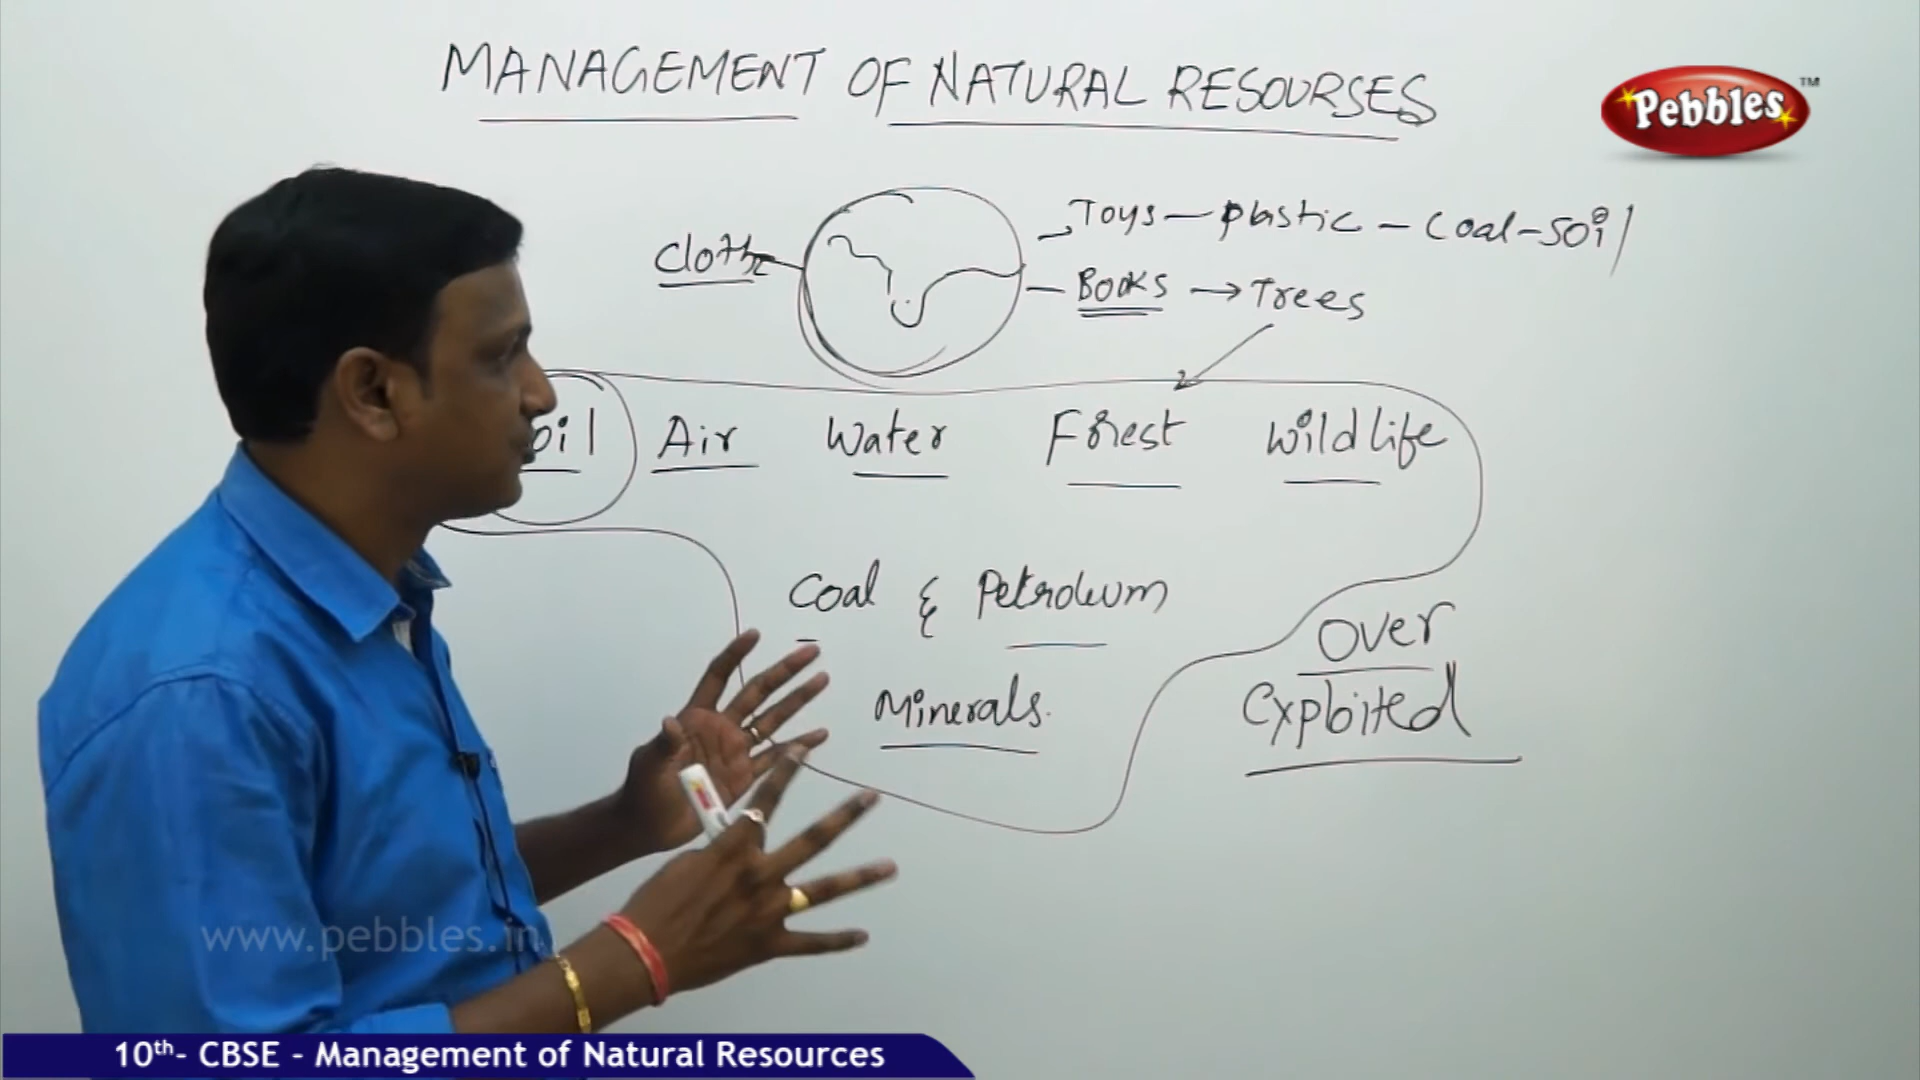 MANAGEMENT OF NATURAL RESOURSES
Pebbles™
Cloth
Toys - plastic - coal - soil
Books → Trees
oil Air Water Forest Wildlife
Coal & Petroleum
Minerals.
Over
Exploited
www.pebbles.in
10th- CBSE - Management of Natural Resources